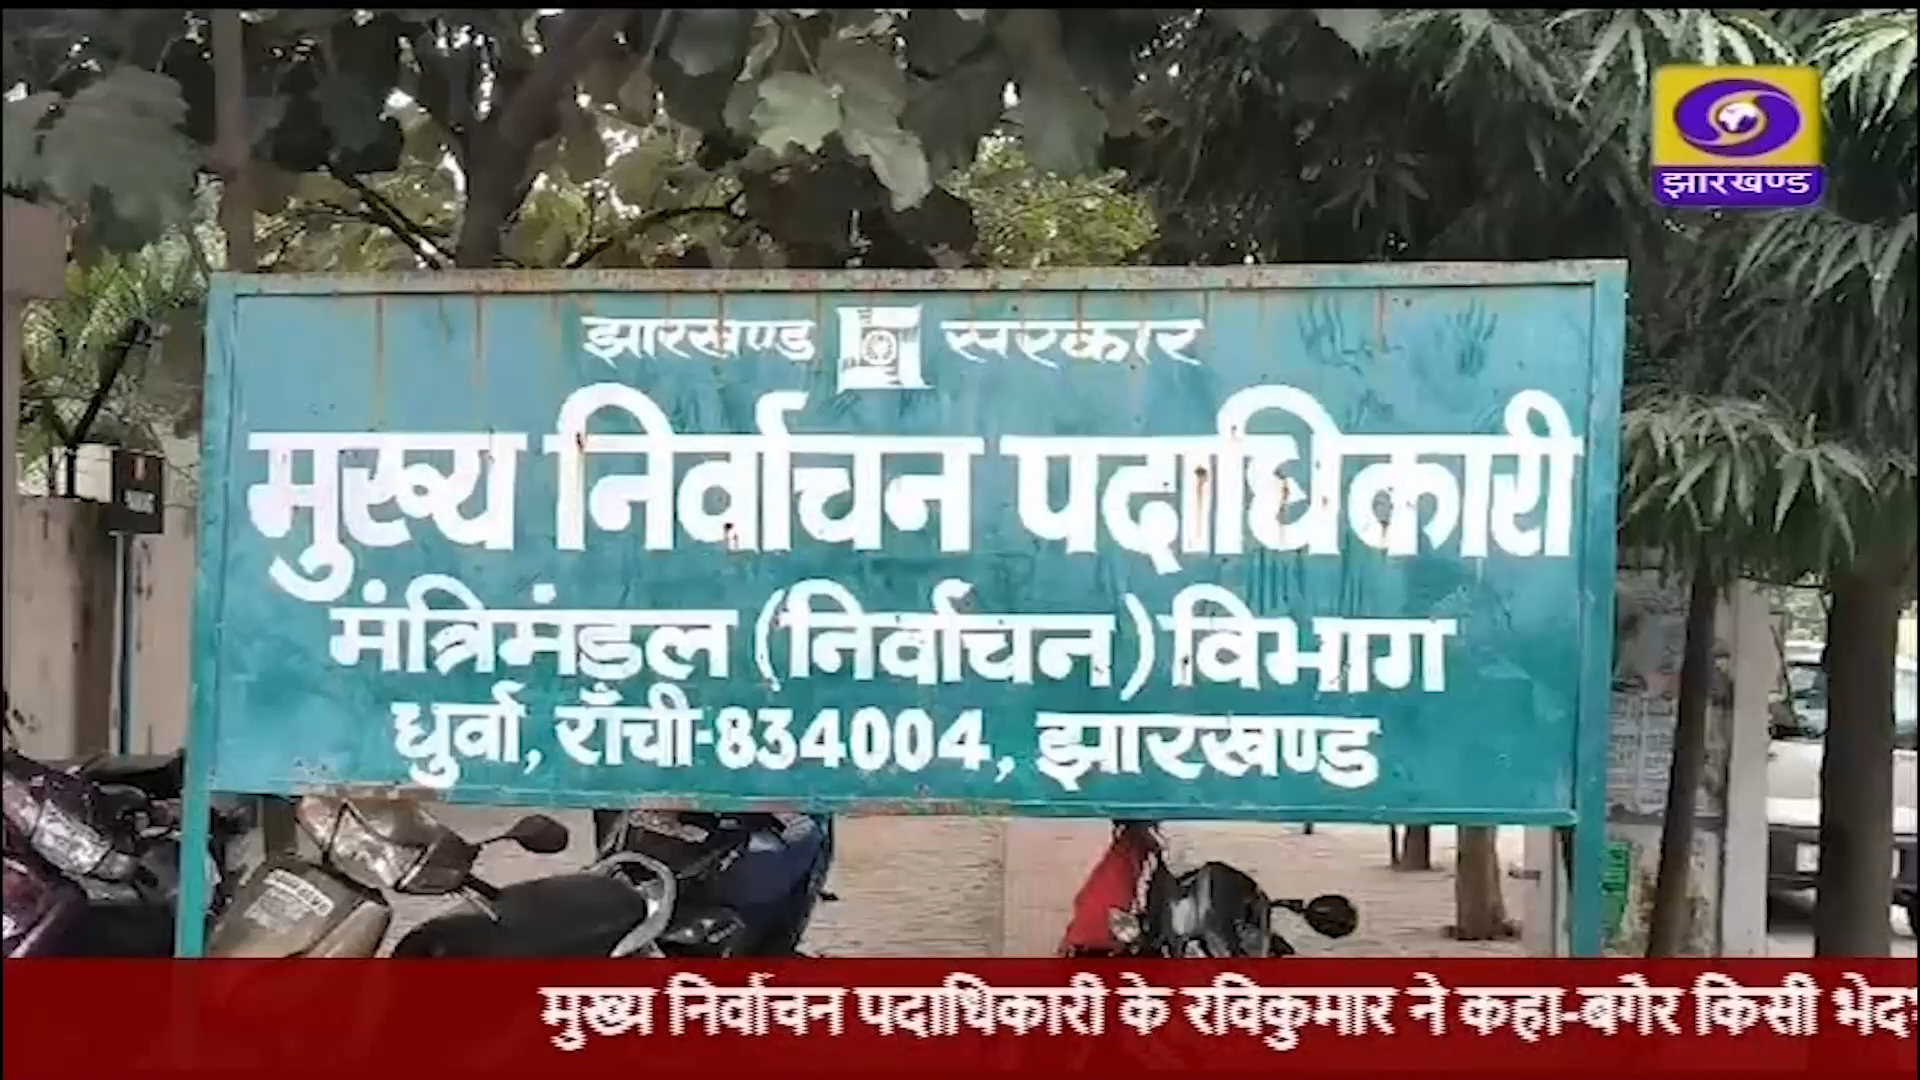 झारखण्ड
झारखण्ड सरकार
मुख्य निर्वाचन पदाधिकारी
मंत्रिमंडल (निर्वाचन) विभाग
धुर्वा, राँची-834004, झारखण्ड
मुख्य निर्वाचन पदाधिकारी के रविकुमार ने कहा-बगैर किसी